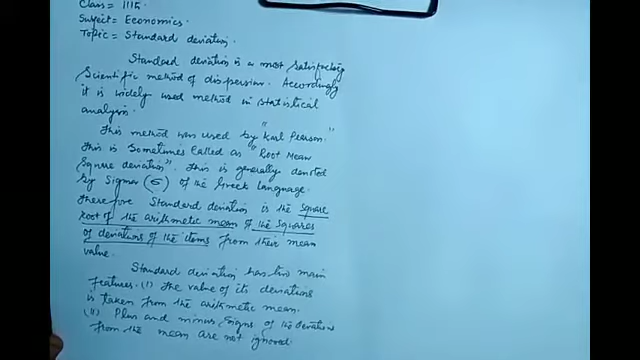 Class = 11th
Subject = Economics.
Topic = Standard deviation.
Standard deviation is a most satisfactory
Scientific method of dispersion. Accordingly
it is widely used method in statistical
analysis.
This method was used by "Karl Pearson."
This is Sometimes Called as "Root Mean
Square deviation". This is generally denoted
by Sigma (σ) of the Greek Language.
Therefore Standard deviation is the Square
root of the arithmetic mean of the Squares
of deviations of the items from their mean
value.
Standard deviation has two main
features. (i) The value of its deviations
is taken from the arithmetic mean.
(ii) Plus and minus Signs of the deviations
from the mean are not ignored.